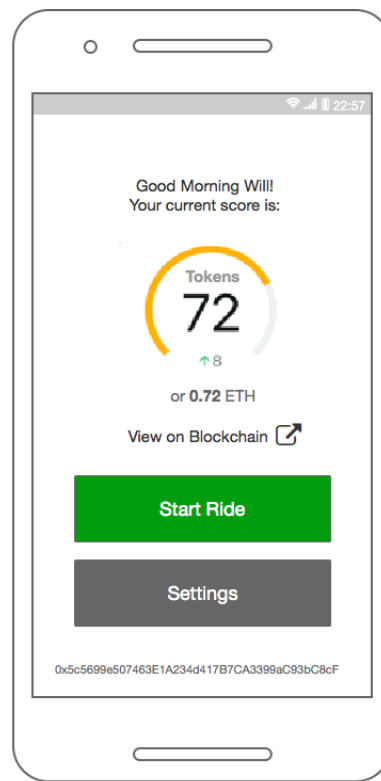 22:57
Good Morning Will!
Your current score is:
Tokens
72
↑8
or 0.72 ETH
View on Blockchain
Start Ride
Settings
0x5c5699e507463E1A234d417B7CA3399aC93bC8cF